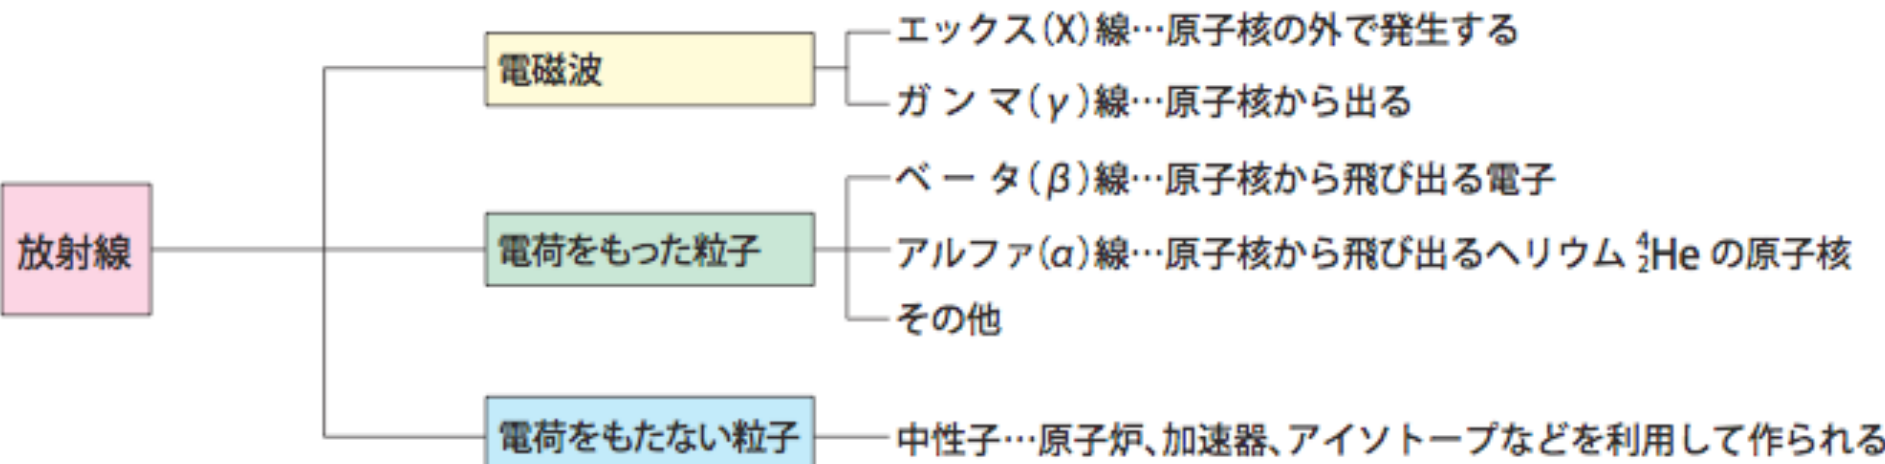 放射線
電磁波
エックス(X)線…原子核の外で発生する
ガンマ(γ)線…原子核から出る
電荷をもった粒子
ベータ(β)線…原子核から飛び出る電子
アルファ(α)線…原子核から飛び出るヘリウム ⁴₂He の原子核
その他
電荷をもたない粒子
中性子…原子炉、加速器、アイソトープなどを利用して作られる